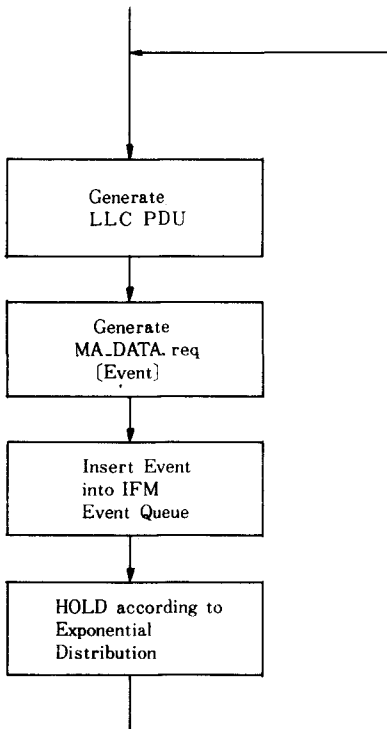 Generate
LLC PDU
Generate
MA_DATA. req
[Event]
Insert Event
into IFM
Event Queue
HOLD according to
Exponential
Distribution